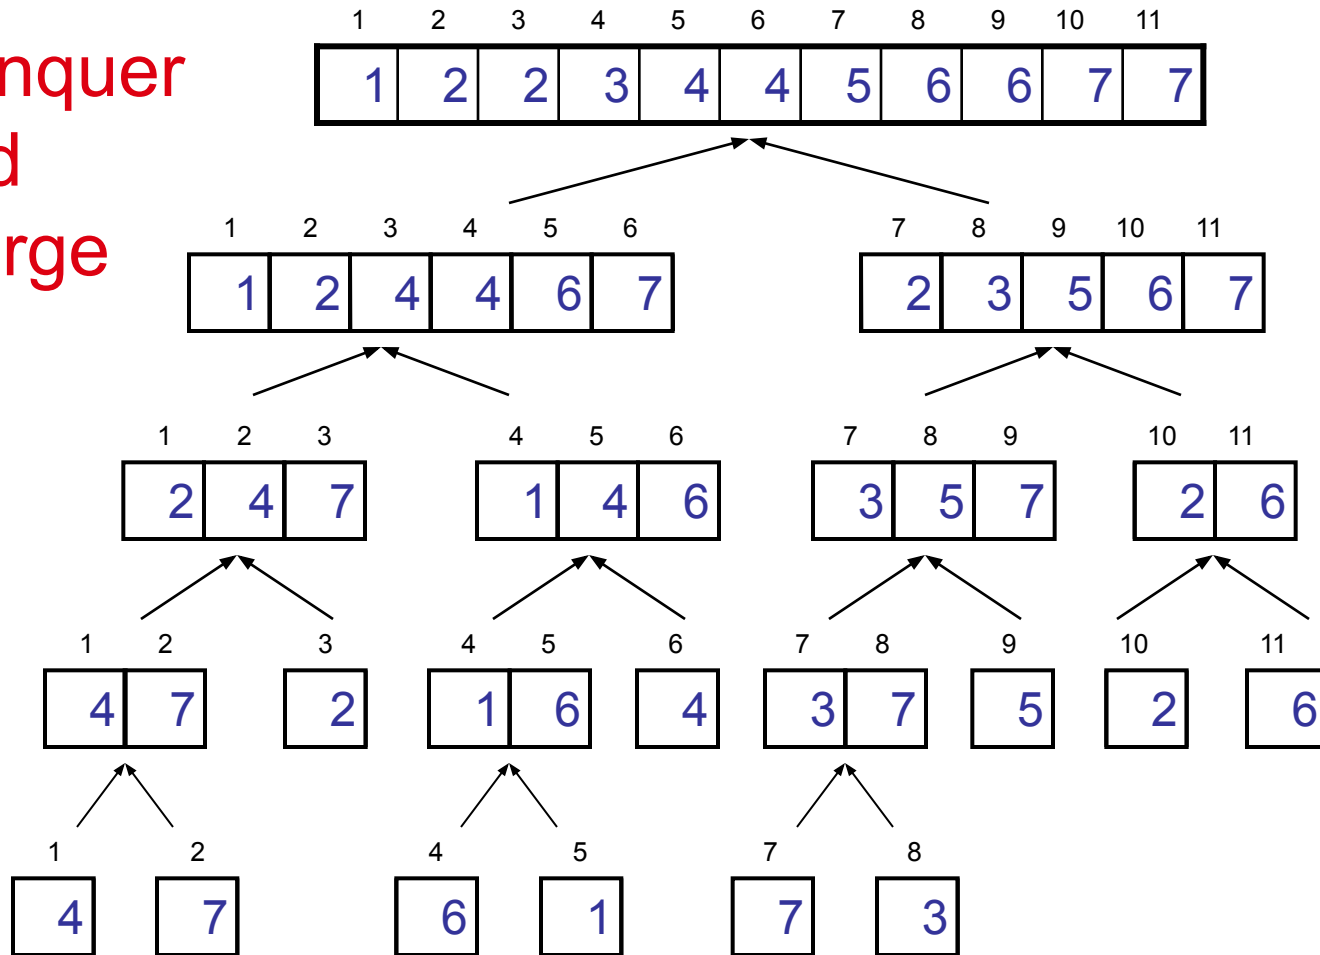 1 2 3 4 5 6 7 8 9 10 11
nquer
1 2 2 3 4 4 5 6 6 7 7
d
rge
1 2 3 4 5 6 7 8 9 10 11
1 2 4 4 6 7 2 3 5 6 7
1 2 3 4 5 6 7 8 9 10 11
2 4 7 1 4 6 3 5 7 2 6
1 2 3 4 5 6 7 8 9 10 11
4 7 2 1 6 4 3 7 5 2 6
1 2 4 5 7 8
4 7 6 1 7 3